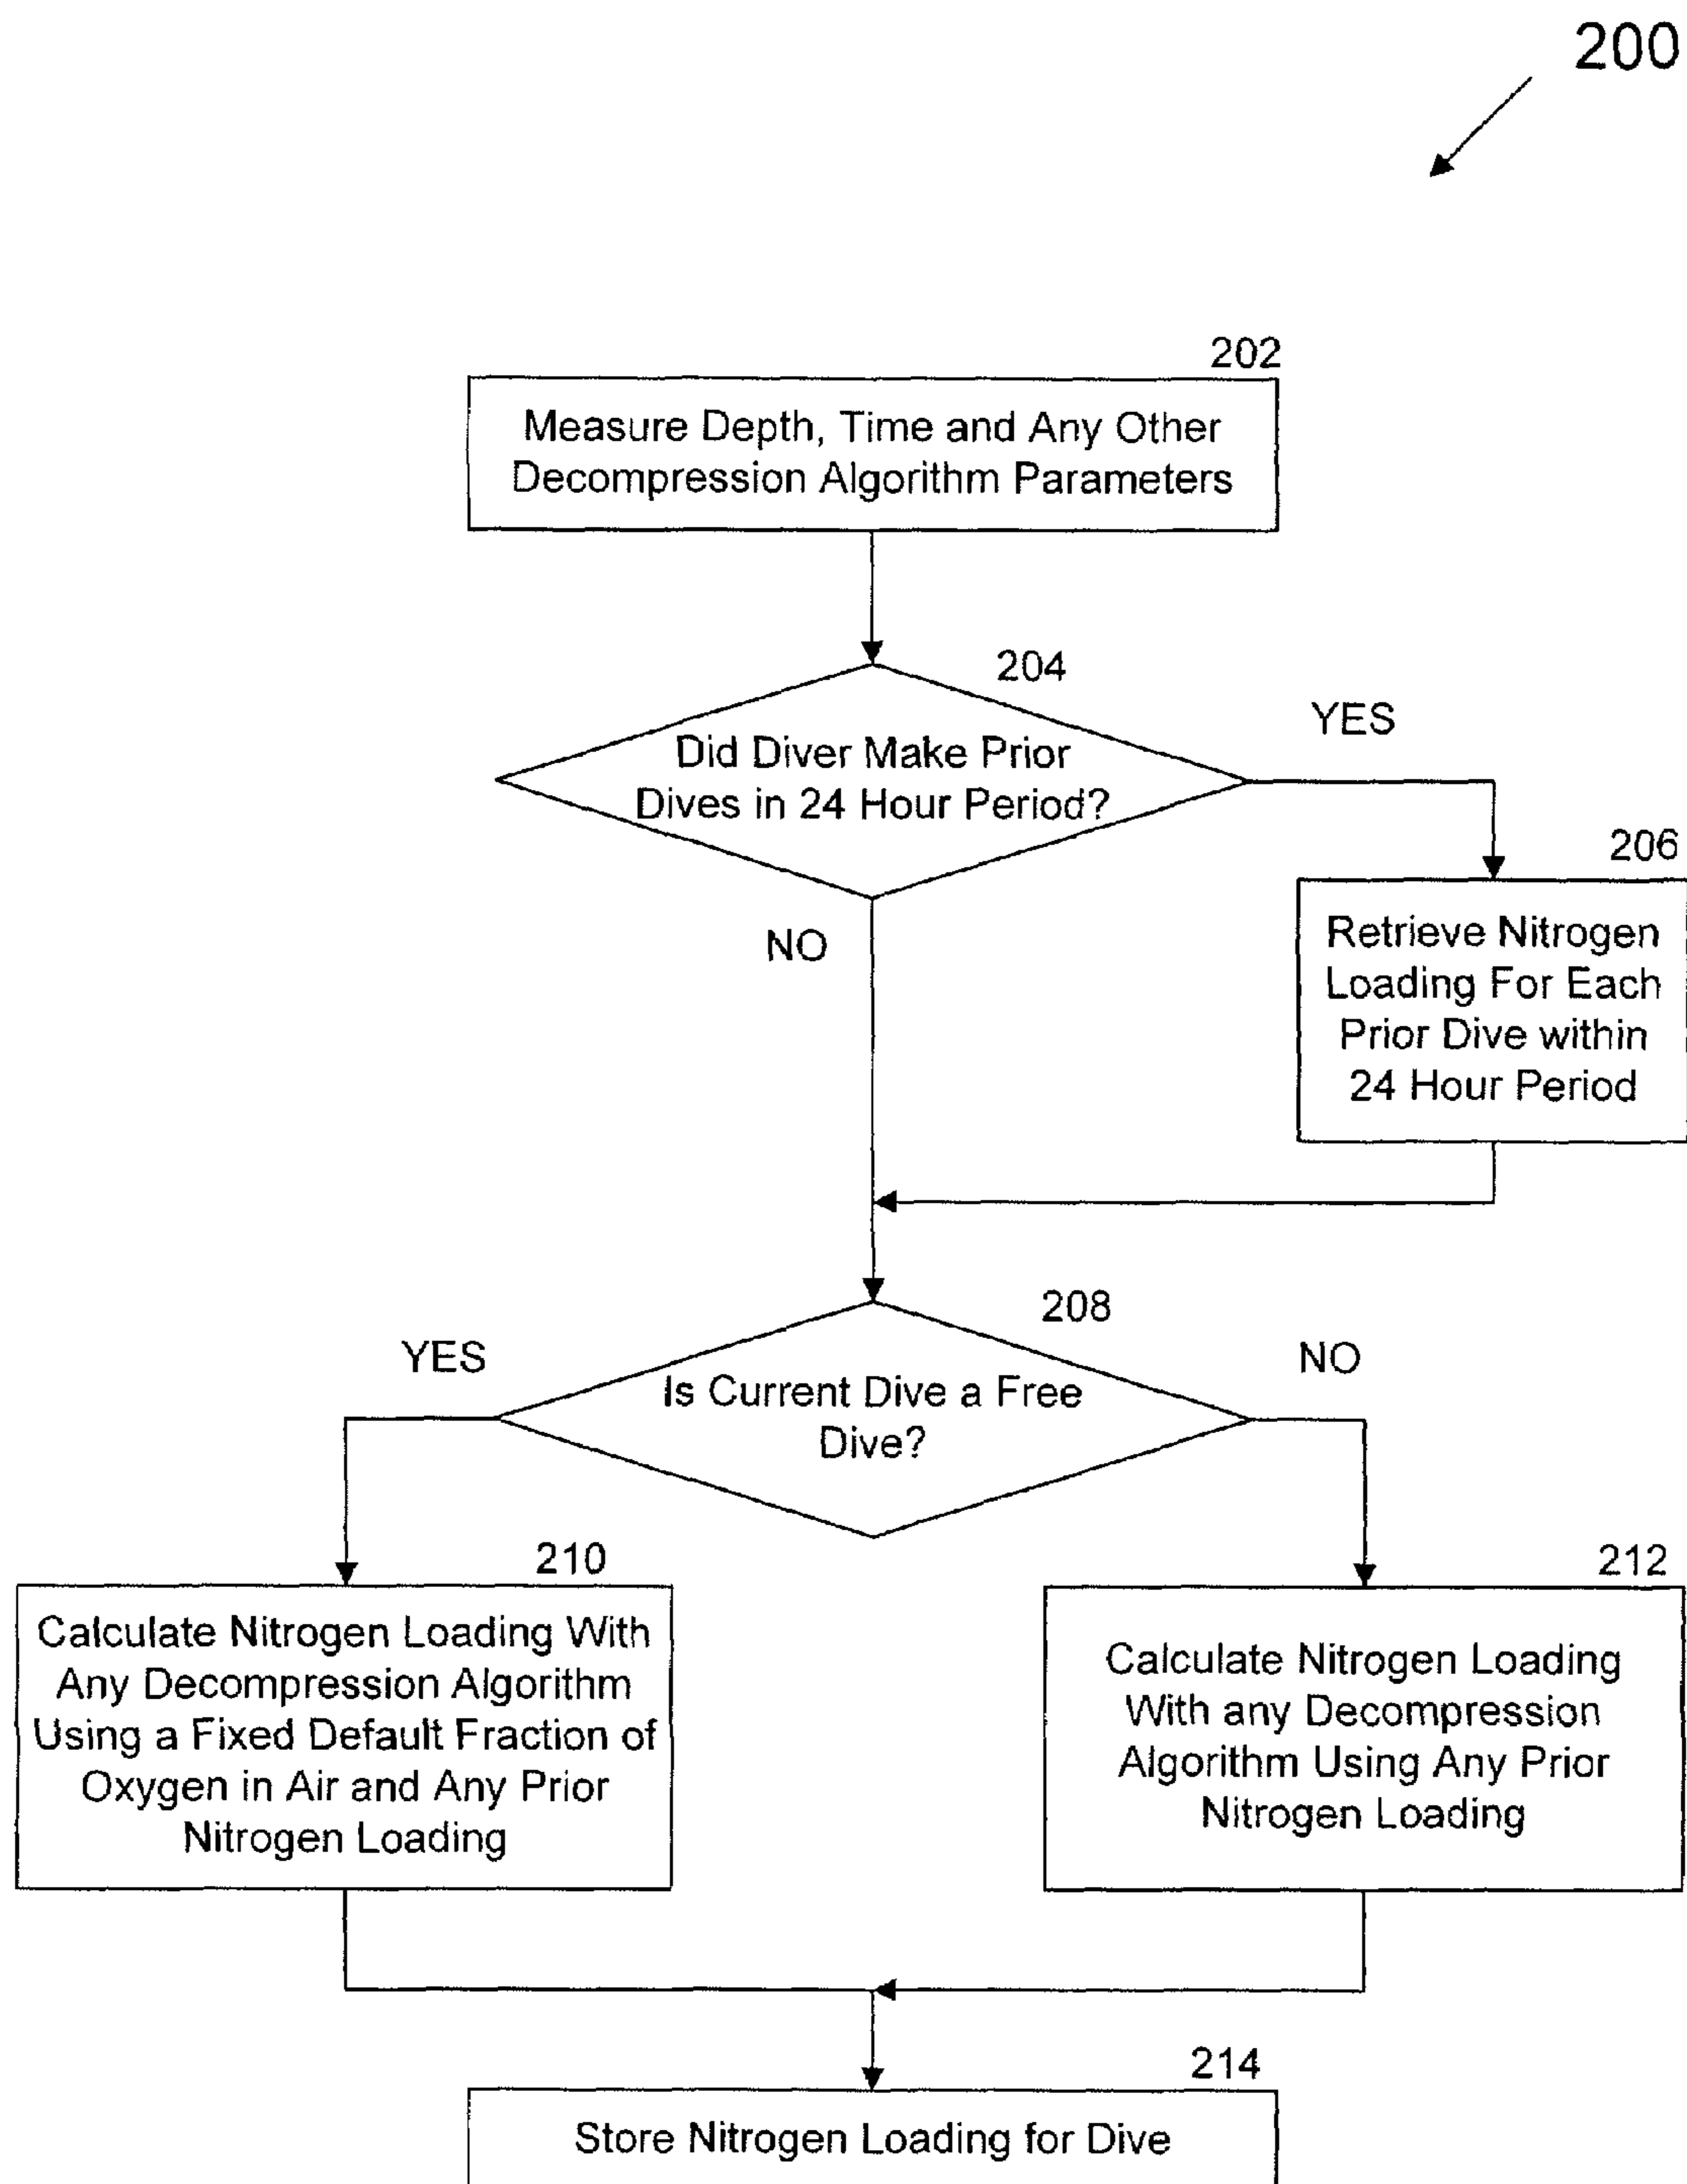 200
202
Measure Depth, Time and Any Other
Decompression Algorithm Parameters
204
YES
Did Diver Make Prior
Dives in 24 Hour Period?
206
NO
Retrieve Nitrogen
Loading For Each
Prior Dive within
24 Hour Period
208
YES
NO
Is Current Dive a Free
Dive?
210
212
Calculate Nitrogen Loading With
Any Decompression Algorithm
Using a Fixed Default Fraction of
Oxygen in Air and Any Prior
Nitrogen Loading
Calculate Nitrogen Loading
With any Decompression
Algorithm Using Any Prior
Nitrogen Loading
214
Store Nitrogen Loading for Dive